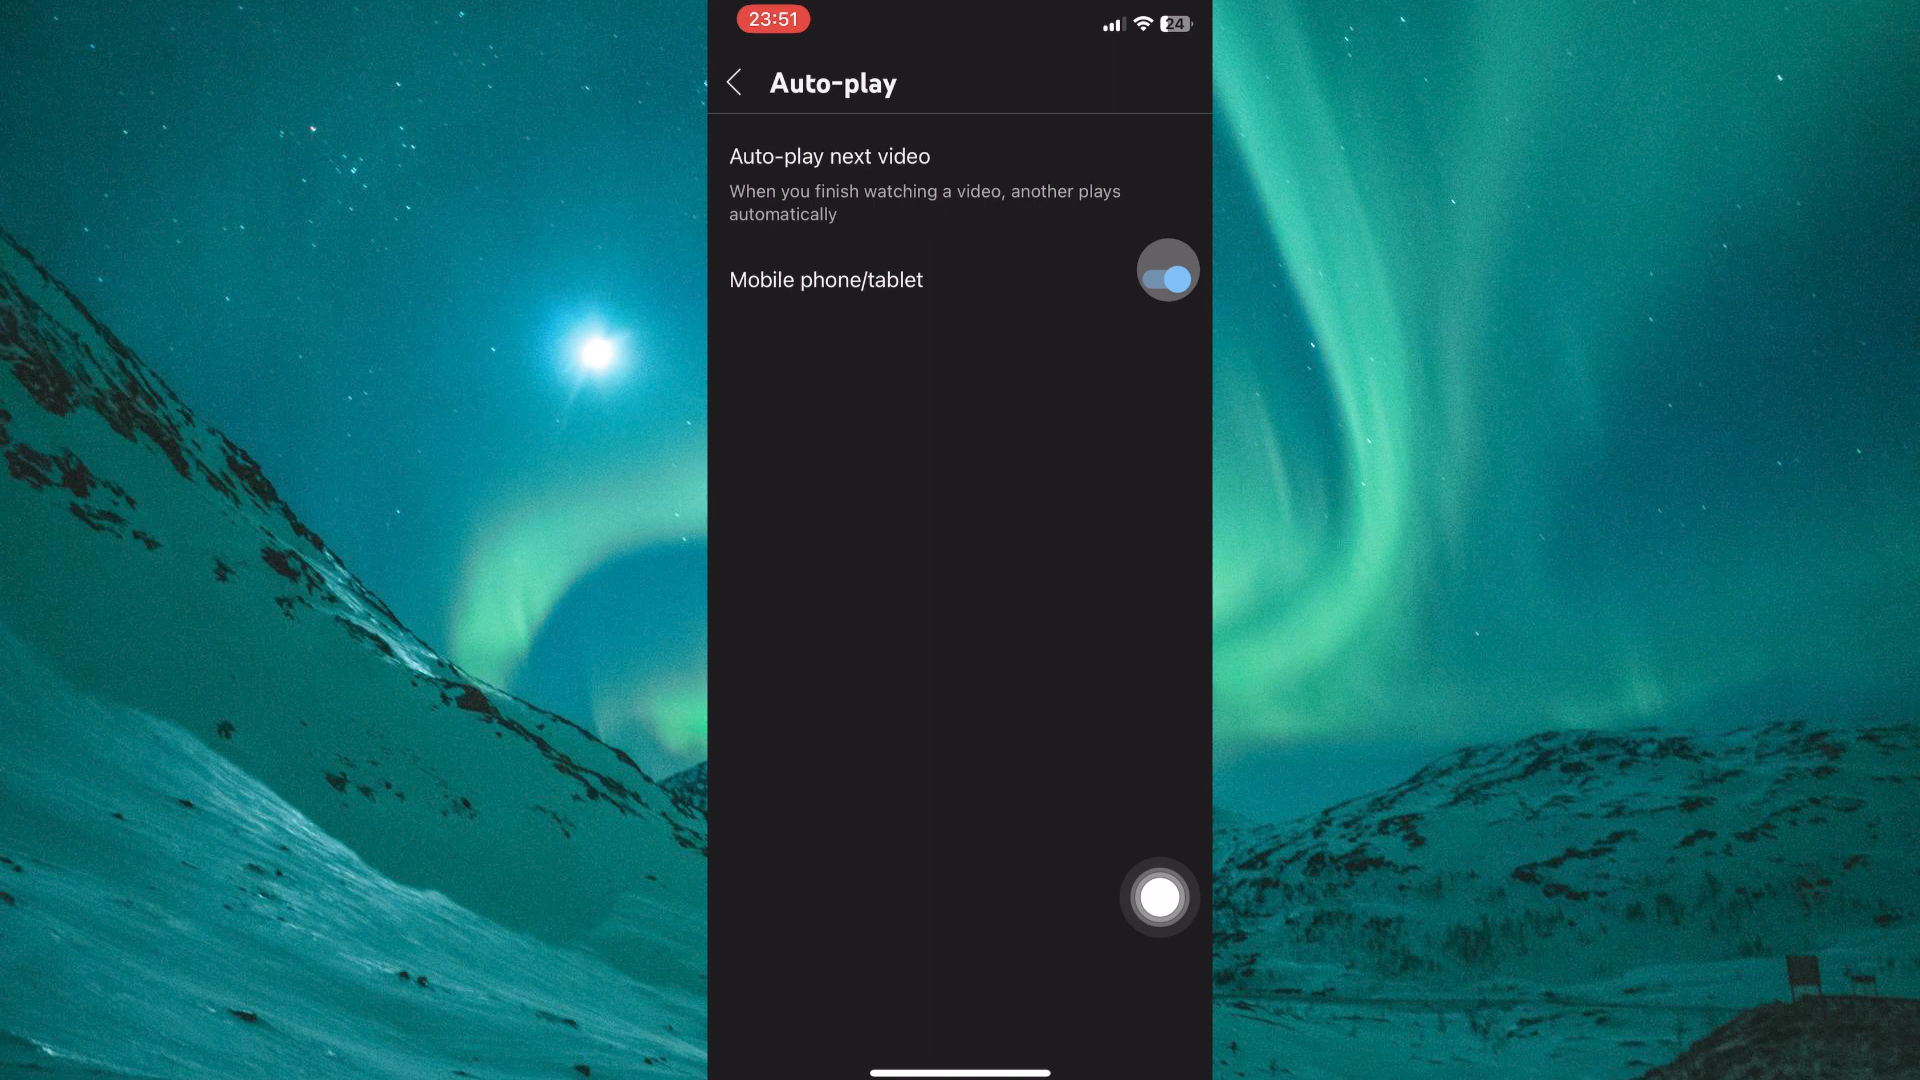 23:51
24
Auto-play
Auto-play next video
When you finish watching a video, another plays
automatically
Mobile phone/tablet